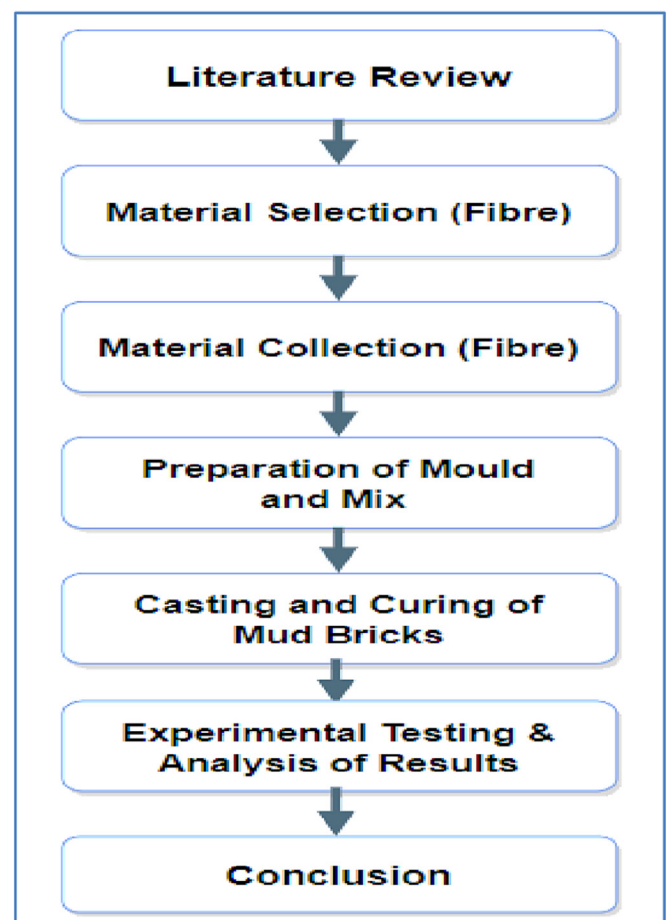 Literature Review
Material Selection (Fibre)
Material Collection (Fibre)
Preparation of Mould
and Mix
Casting and Curing of
Mud Bricks
Experimental Testing &
Analysis of Results
Conclusion